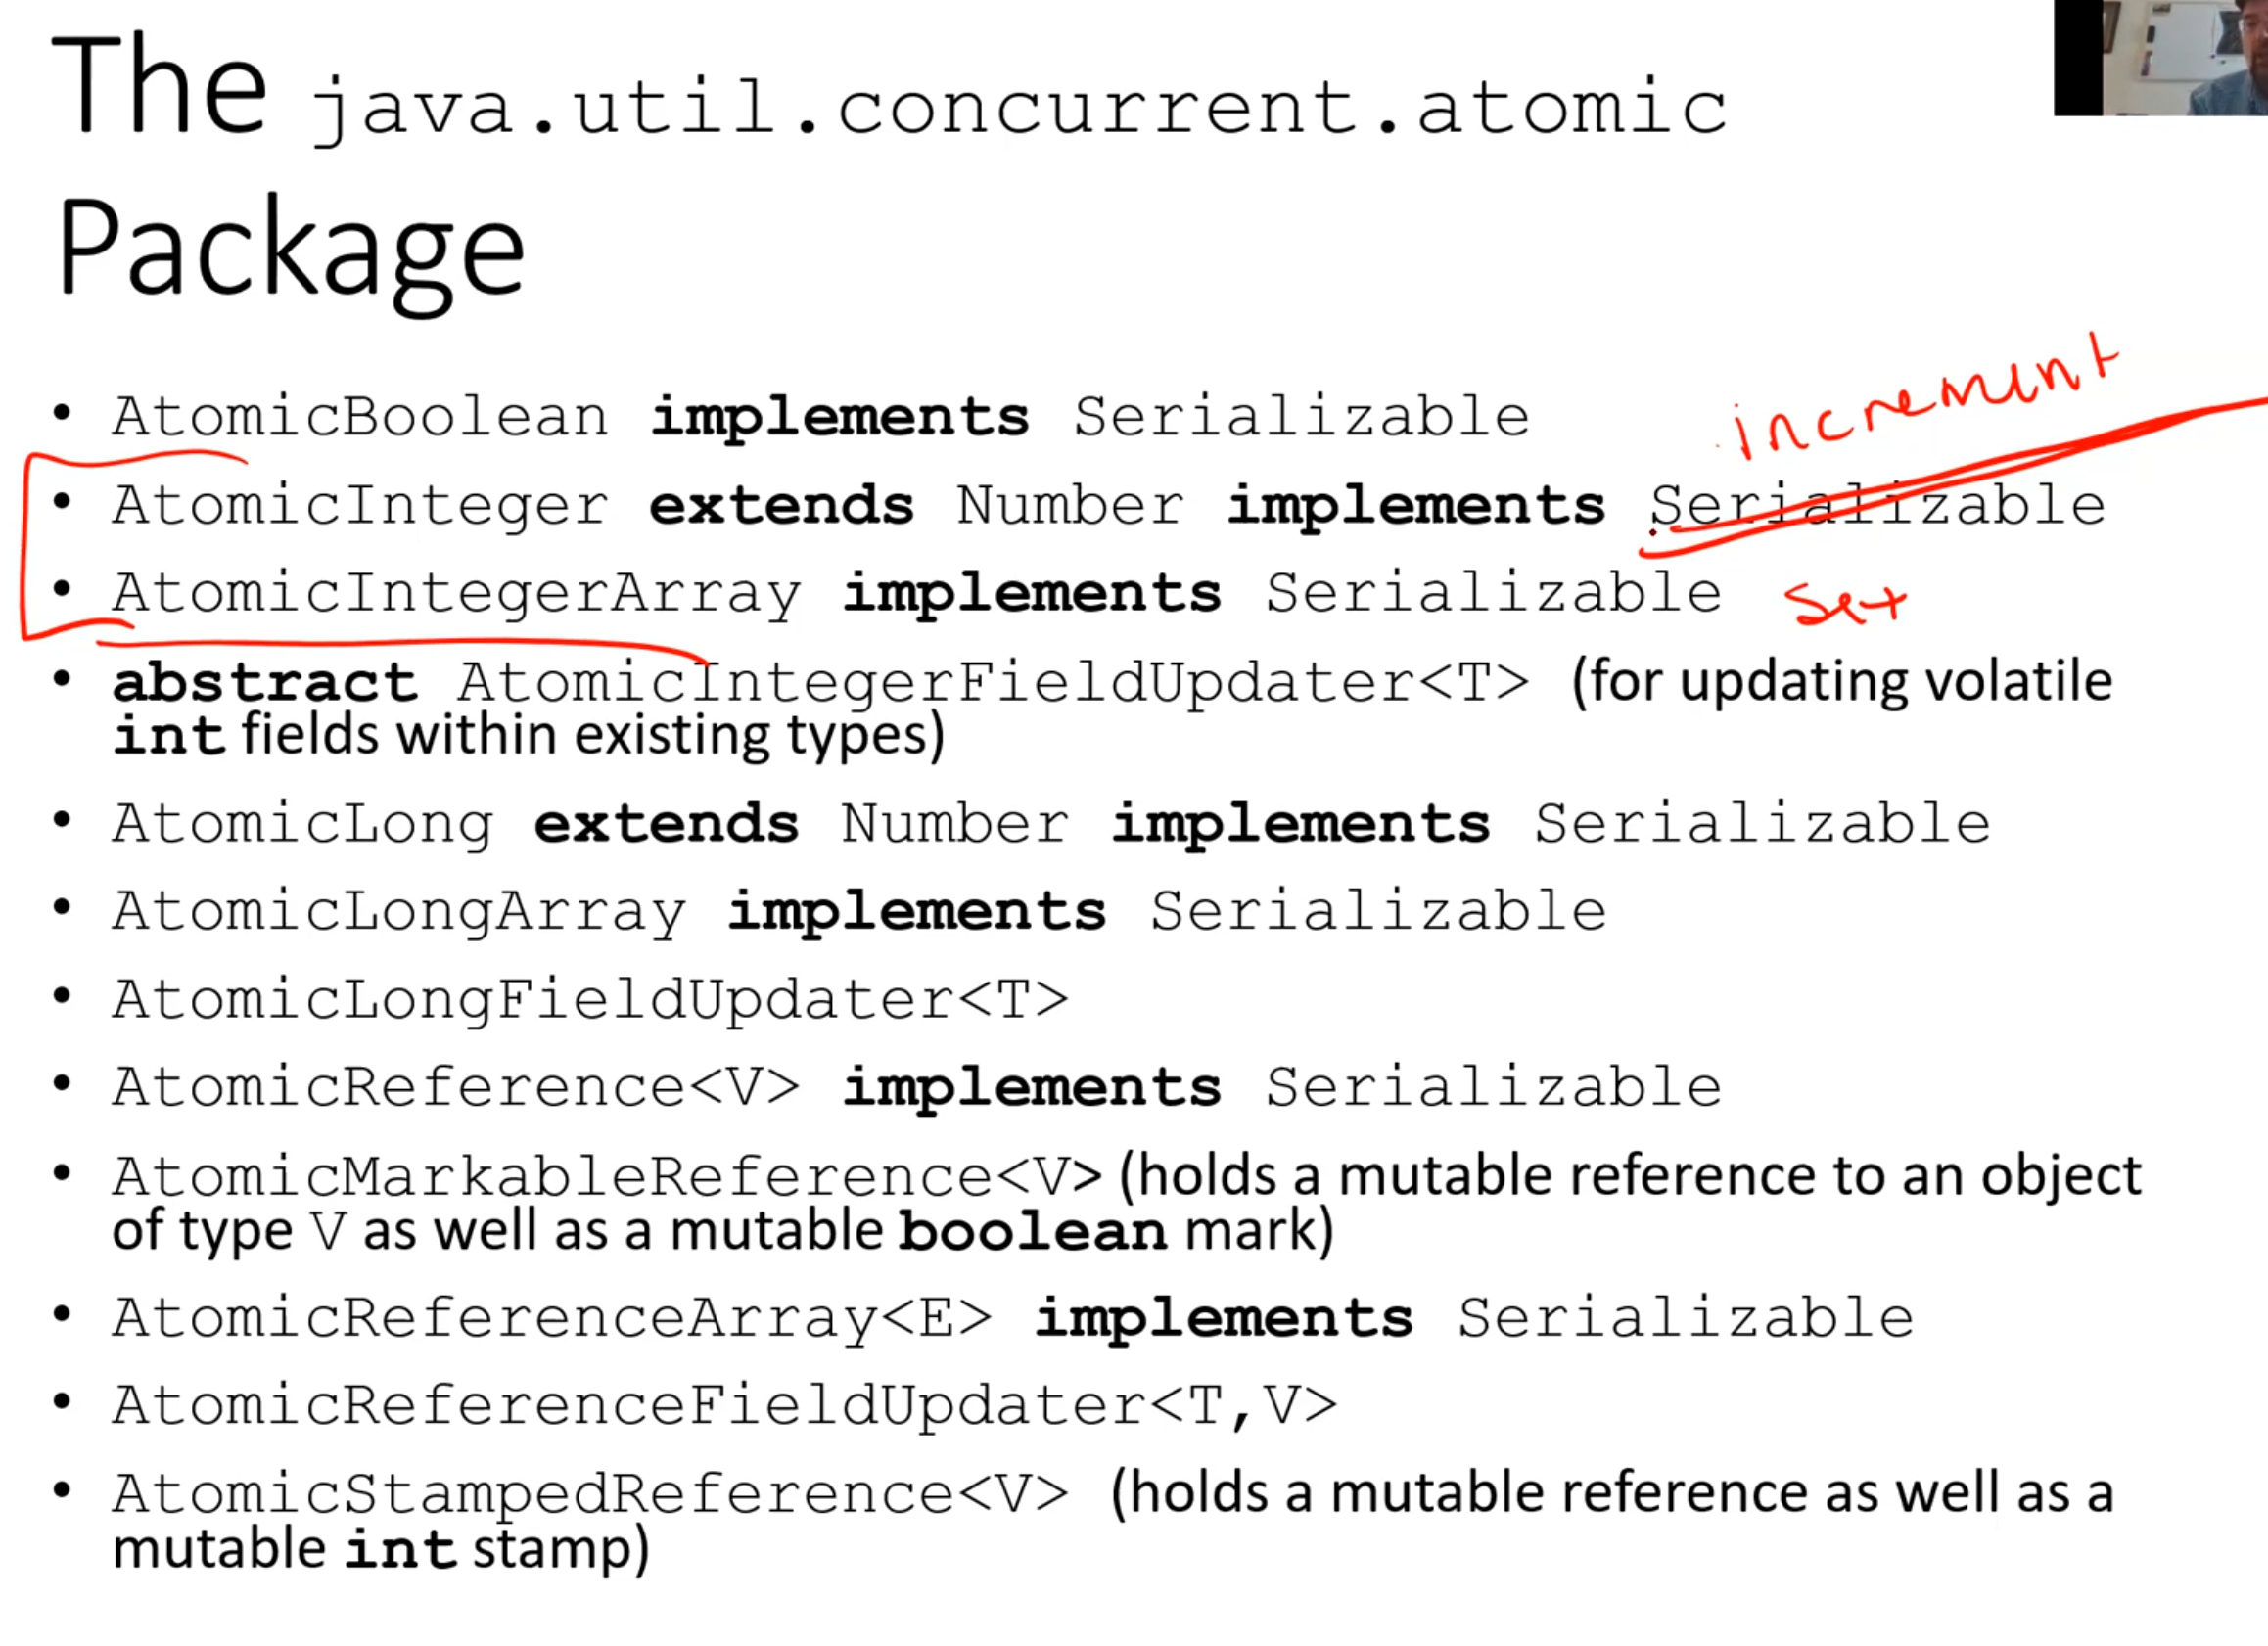 The java.util.concurrent.atomic
Package
• AtomicBoolean implements Serializable
increment
• AtomicInteger extends Number implements Serializable
• AtomicIntegerArray implements Serializable
set
• abstract AtomicIntegerFieldUpdater<T> (for updating volatile
int fields within existing types)
• AtomicLong extends Number implements Serializable
• AtomicLongArray implements Serializable
• AtomicLongFieldUpdater<T>
• AtomicReference<V> implements Serializable
• AtomicMarkableReference<V> (holds a mutable reference to an object
of type V as well as a mutable boolean mark)
• AtomicReferenceArray<E> implements Serializable
• AtomicReferenceFieldUpdater<T,V>
• AtomicStampedReference<V> (holds a mutable reference as well as a
mutable int stamp)